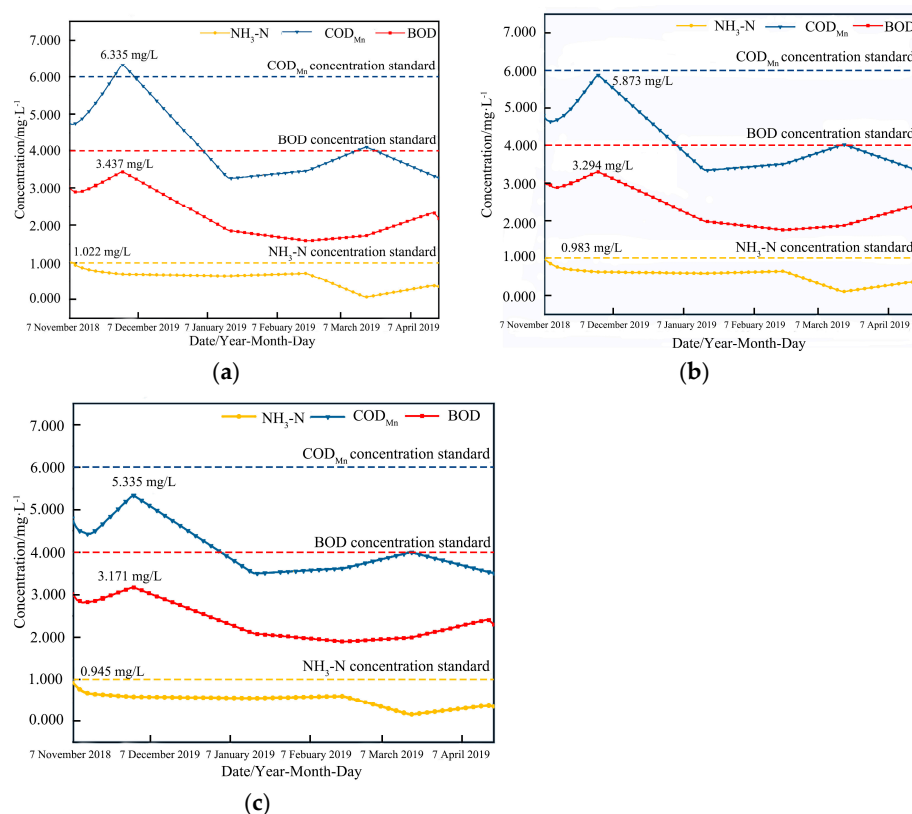 NH₃-N COD_Mn BOD
7.000
6.335 mg/L
COD_Mn concentration standard
6.000
5.000
BOD concentration standard
4.000
3.437 mg/L
3.000
2.000
NH₃-N concentration standard
1.022 mg/L
1.000
0.000
Concentration/mg·L⁻¹
7 November 2018 7 December 2019 7 January 2019 7 Febuary 2019 7 March 2019 7 April 2019
Date/Year-Month-Day
(a)
NH₃-N COD_Mn BOD
7.000
COD_Mn concentration standard
6.000
5.873 mg/L
5.000
BOD concentration standard
4.000
3.294 mg/L
3.000
2.000
NH₃-N concentration standard
0.983 mg/L
1.000
0.000
Concentration/mg·L⁻¹
7 November 2018 7 December 2019 7 January 2019 7 Febuary 2019 7 March 2019 7 April 2019
Date/Year-Month-Day
(b)
NH₃-N COD_Mn BOD
7.000
COD_Mn concentration standard
6.000
5.335 mg/L
5.000
BOD concentration standard
4.000
3.171 mg/L
3.000
2.000
NH₃-N concentration standard
0.945 mg/L
1.000
0.000
Concentration/mg·L⁻¹
7 November 2018 7 December 2019 7 January 2019 7 Febuary 2019 7 March 2019 7 April 2019
Date/Year-Month-Day
(c)